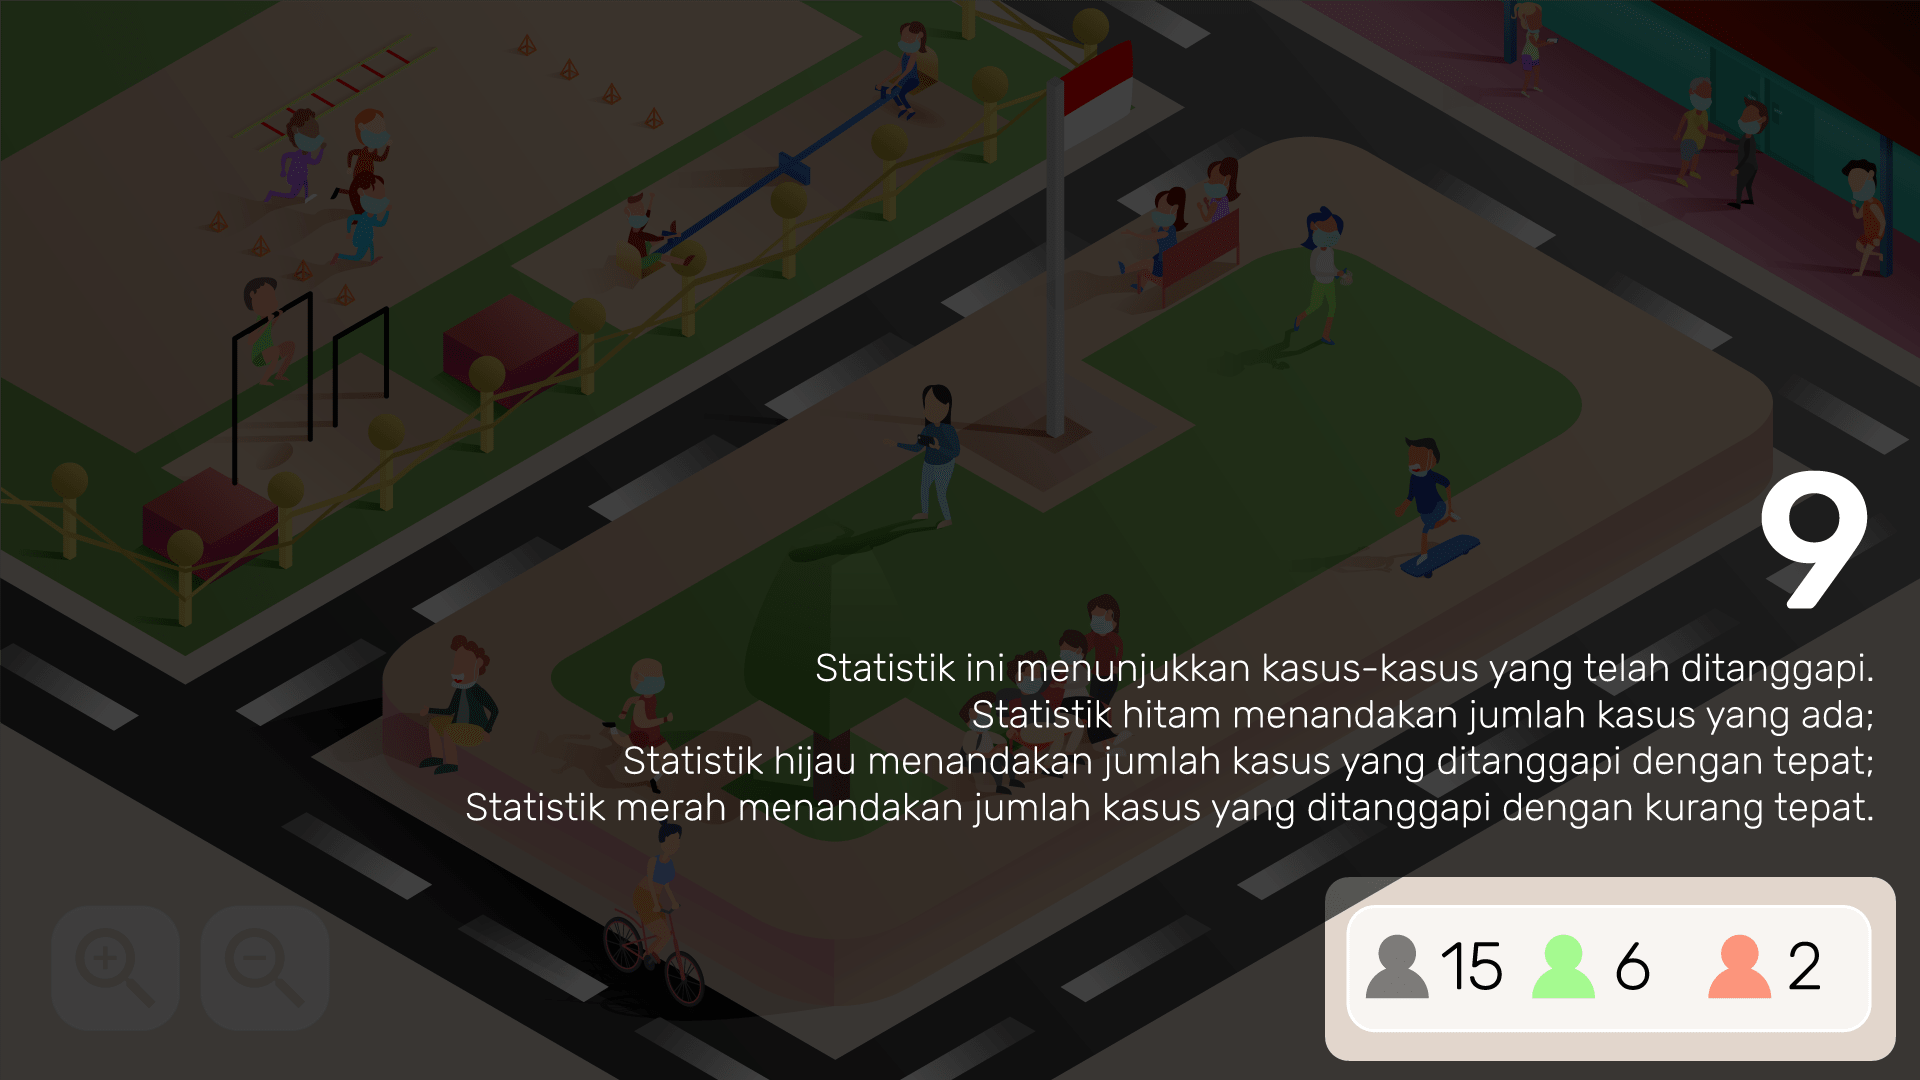 9
Statistik ini menunjukkan kasus-kasus yang telah ditanggapi.
Statistik hitam menandakan jumlah kasus yang ada;
Statistik hijau menandakan jumlah kasus yang ditanggapi dengan tepat;
Statistik merah menandakan jumlah kasus yang ditanggapi dengan kurang tepat.
15 6 2